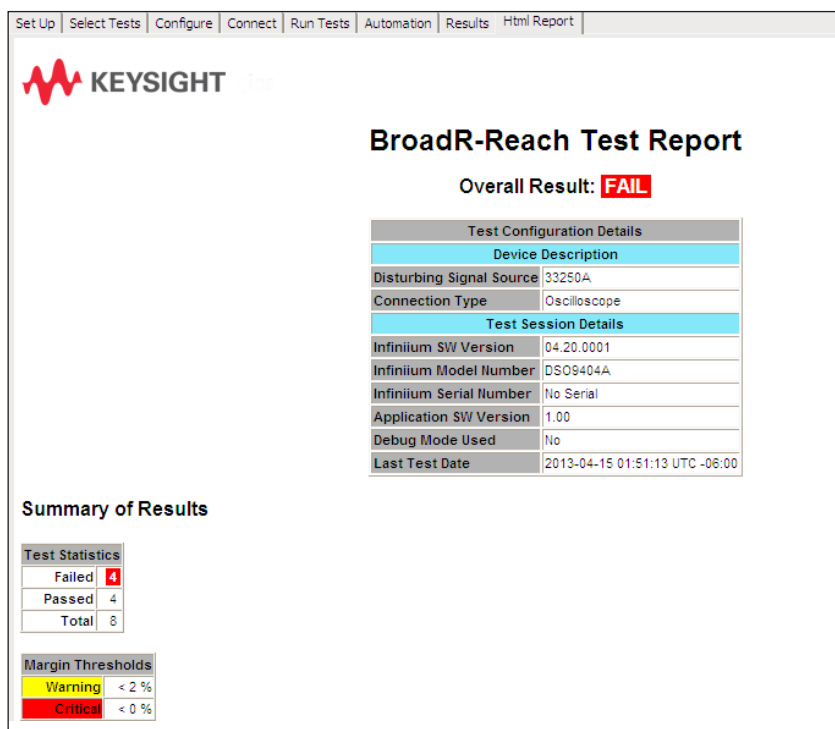 Set Up Select Tests Configure Connect Run Tests Automation Results Html Report
KEYSIGHT
BroadR-Reach Test Report
Overall Result: FAIL
Test Configuration Details
Device Description
Disturbing Signal Source 33250A
Connection Type Oscilloscope
Test Session Details
Infiniium SW Version 04.20.0001
Infiniium Model Number DSO9404A
Infiniium Serial Number No Serial
Application SW Version 1.00
Debug Mode Used No
Last Test Date 2013-04-15 01:51:13 UTC -06:00
Summary of Results
Test Statistics
Failed 4
Passed 4
Total 8
Margin Thresholds
Warning < 2 %
Critical < 0 %